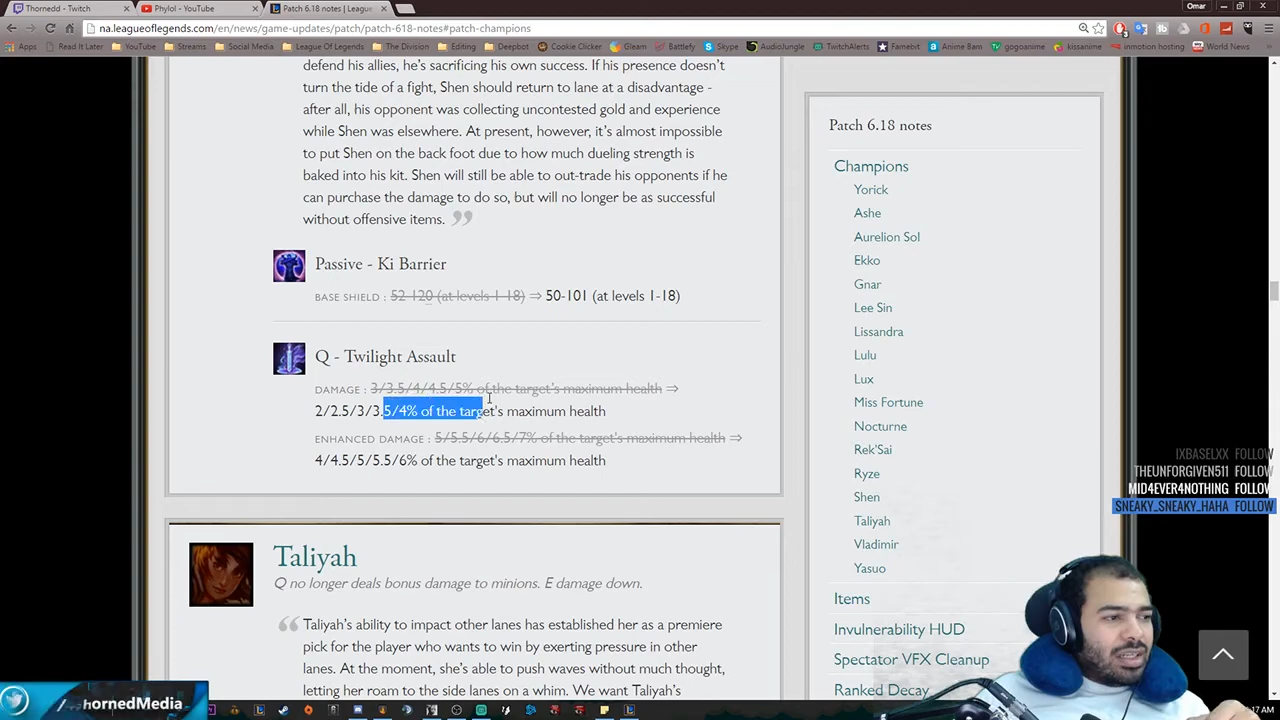 Thornedd - Twitch
Phylol - YouTube
Patch 6.18 notes | League
Omar
na.leagueoflegends.com/en/news/game-updates/patch/patch-618-notes#patch-champions
Apps
Read It Later
YouTube
Streams
Social Media
League Of Legends
The Division
Editing
Deepbot
Cookie Clicker
Gleam
Battlefy
Skype
AudioJungle
TwitchAlerts
Famebit
Anime Bam
gogoanime
kissanime
inmotion hosting
World News
defend his allies, he's sacrificing his own success. If his presence doesn't
turn the tide of a fight, Shen should return to lane at a disadvantage -
after all, his opponent was collecting uncontested gold and experience
while Shen was elsewhere. At present, however, it's almost impossible
to put Shen on the back foot due to how much dueling strength is
baked into his kit. Shen will still be able to out-trade his opponents if he
can purchase the damage to do so, but will no longer be as successful
without offensive items. ”
Passive - Ki Barrier
BASE SHIELD : 52-120 (at levels 1-18) ⇒ 50-101 (at levels 1-18)
Q - Twilight Assault
DAMAGE : 3/3.5/4/4.5/5% of the target's maximum health ⇒
2/2.5/3/3.5/4% of the target's maximum health
ENHANCED DAMAGE : 5/5.5/6/6.5/7% of the target's maximum health ⇒
4/4.5/5/5.5/6% of the target's maximum health
Taliyah
Q no longer deals bonus damage to minions. E damage down.
“ Taliyah's ability to impact other lanes has established her as a premiere
pick for the player who wants to win by exerting pressure in other
lanes. At the moment, she's able to push waves without much thought,
letting her roam to the side lanes on a whim. We want Taliyah's
Patch 6.18 notes
Champions
Yorick
Ashe
Aurelion Sol
Ekko
Gnar
Lee Sin
Lissandra
Lulu
Lux
Miss Fortune
Nocturne
Rek'Sai
Ryze
Shen
Taliyah
Vladimir
Yasuo
Items
Invulnerability HUD
Spectator VFX Cleanup
Ranked Decay
IXBASELXX FOLLOW
THEUNFORGIVEN511 FOLLOW
MID4EVER4NOTHING FOLLOW
SNEAKY_SNEAKY_HAHA FOLLOW
hornedMedia
:17 AM